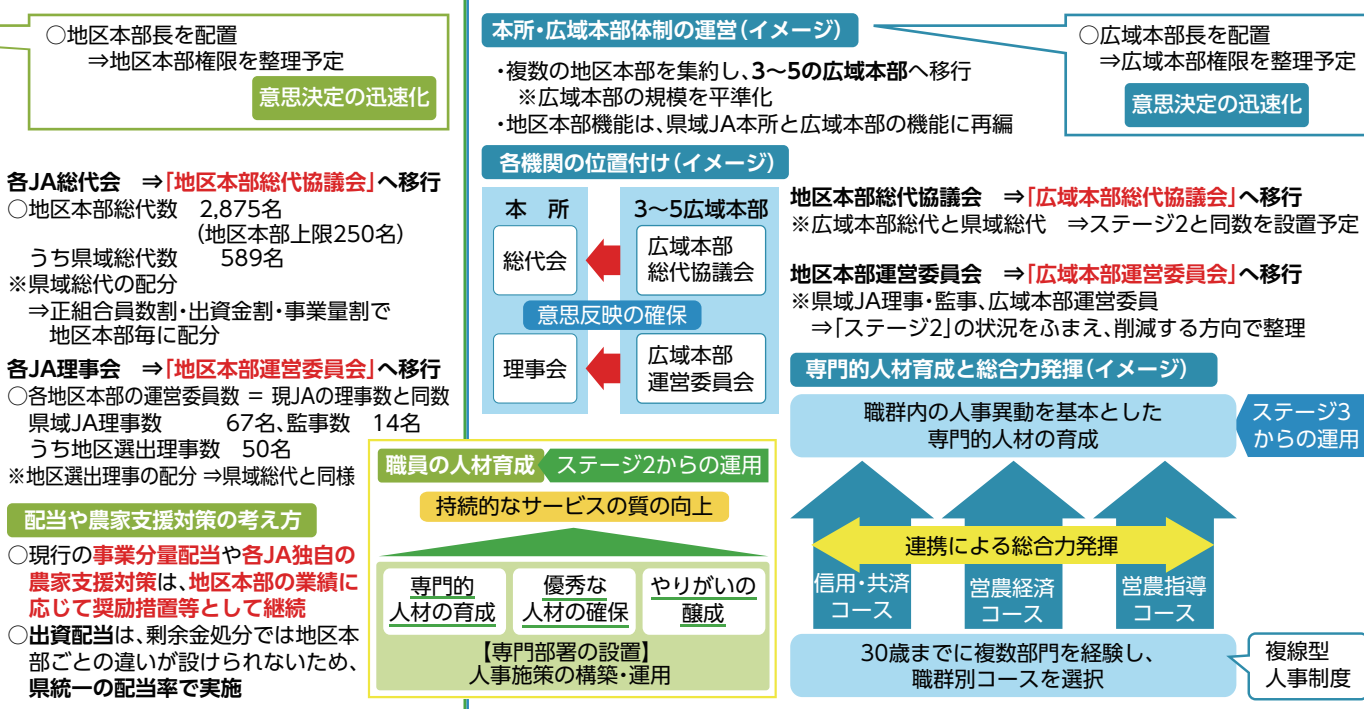 ○地区本部長を配置
⇒地区本部権限を整理予定
意思決定の迅速化
各JA総代会　⇒「地区本部総代協議会」へ移行
○地区本部総代数　2,875名
(地区本部上限250名)
うち県域総代数　　589名
※県域総代の配分
⇒正組合員数割・出資金割・事業量割で
地区本部毎に配分
各JA理事会　⇒「地区本部運営委員会」へ移行
○各地区本部の運営委員数 = 現JAの理事数と同数
県域JA理事数　　　67名、監事数　14名
うち地区選出理事数　50名
※地区選出理事の配分 ⇒県域総代と同様
配当や農家支援対策の考え方
○現行の事業分量配当や各JA独自の
農家支援対策は、地区本部の業績に
応じて奨励措置等として継続
○出資配当は、剰余金処分では地区本
部ごとの違いが設けられないため、
県統一の配当率で実施
職員の人材育成　ステージ2からの運用
持続的なサービスの質の向上
専門的
人材の育成
優秀な
人材の確保
やりがいの
醸成
【専門部署の設置】
人事施策の構築・運用
本所・広域本部体制の運営(イメージ)
・複数の地区本部を集約し、3～5の広域本部へ移行
※広域本部の規模を平準化
・地区本部機能は、県域JA本所と広域本部の機能に再編
○広域本部長を配置
⇒広域本部権限を整理予定
意思決定の迅速化
各機関の位置付け(イメージ)
本　所
3～5広域本部
総代会
広域本部
総代協議会
意思反映の確保
理事会
広域本部
運営委員会
地区本部総代協議会　⇒「広域本部総代協議会」へ移行
※広域本部総代と県域総代　⇒ステージ2と同数を設置予定
地区本部運営委員会　⇒「広域本部運営委員会」へ移行
※県域JA理事・監事、広域本部運営委員
⇒「ステージ2」の状況をふまえ、削減する方向で整理
専門的人材育成と総合力発揮(イメージ)
職群内の人事異動を基本とした
専門的人材の育成
ステージ3
からの運用
連携による総合力発揮
信用・共済
コース
営農経済
コース
営農指導
コース
30歳までに複数部門を経験し、
職群別コースを選択
複線型
人事制度